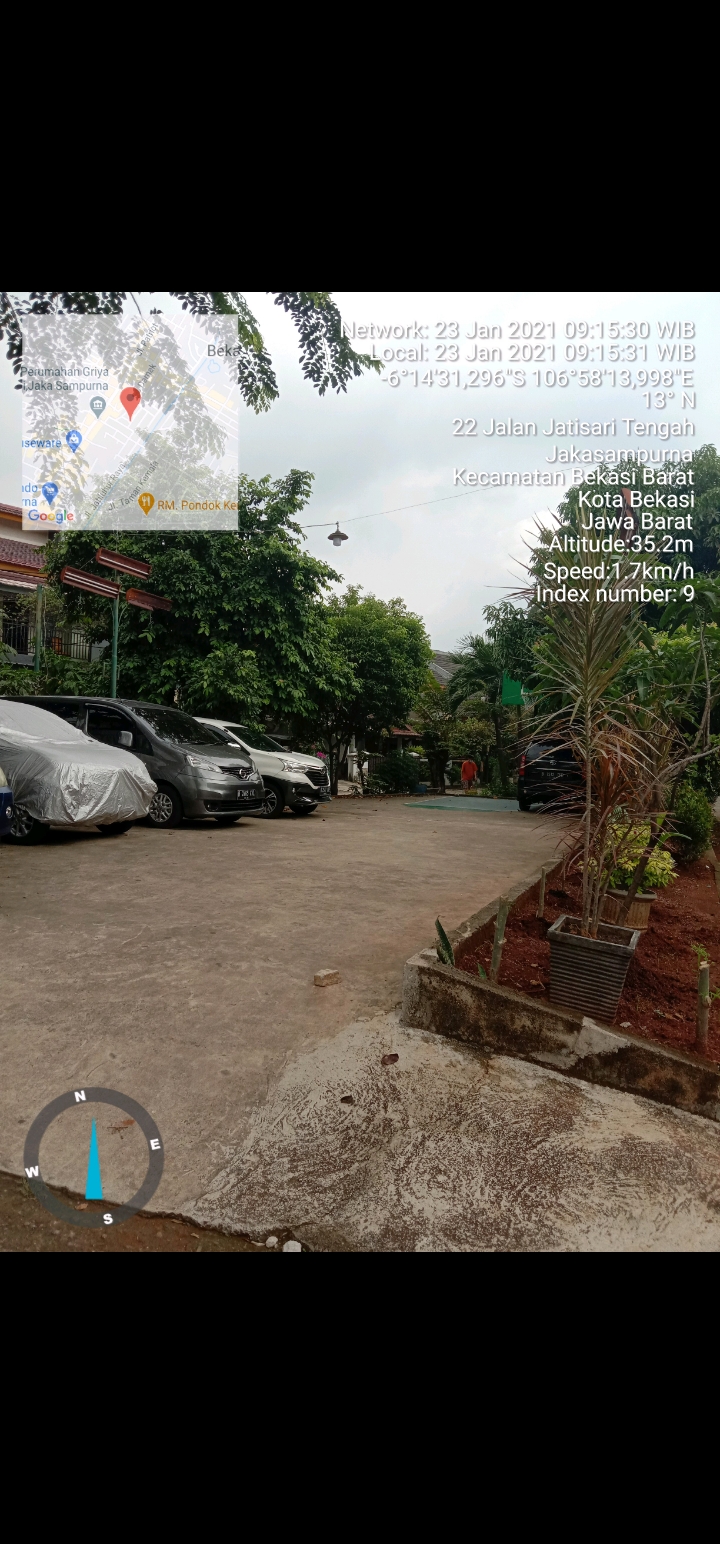 Network: 23 Jan 2021 09:15:30 WIB
Local: 23 Jan 2021 09:15:31 WIB
-6°14'31,296"S 106°58'13,998"E
13° N
22 Jalan Jatisari Tengah
Jakasampurna
Kecamatan Bekasi Barat
Kota Bekasi
Jawa Barat
Altitude:35.2m
Speed:1.7km/h
Index number: 9
Beka
Perumahan Griya
Jaka Sampurna
RM. Pondok Ke
Google
N
E
W
S